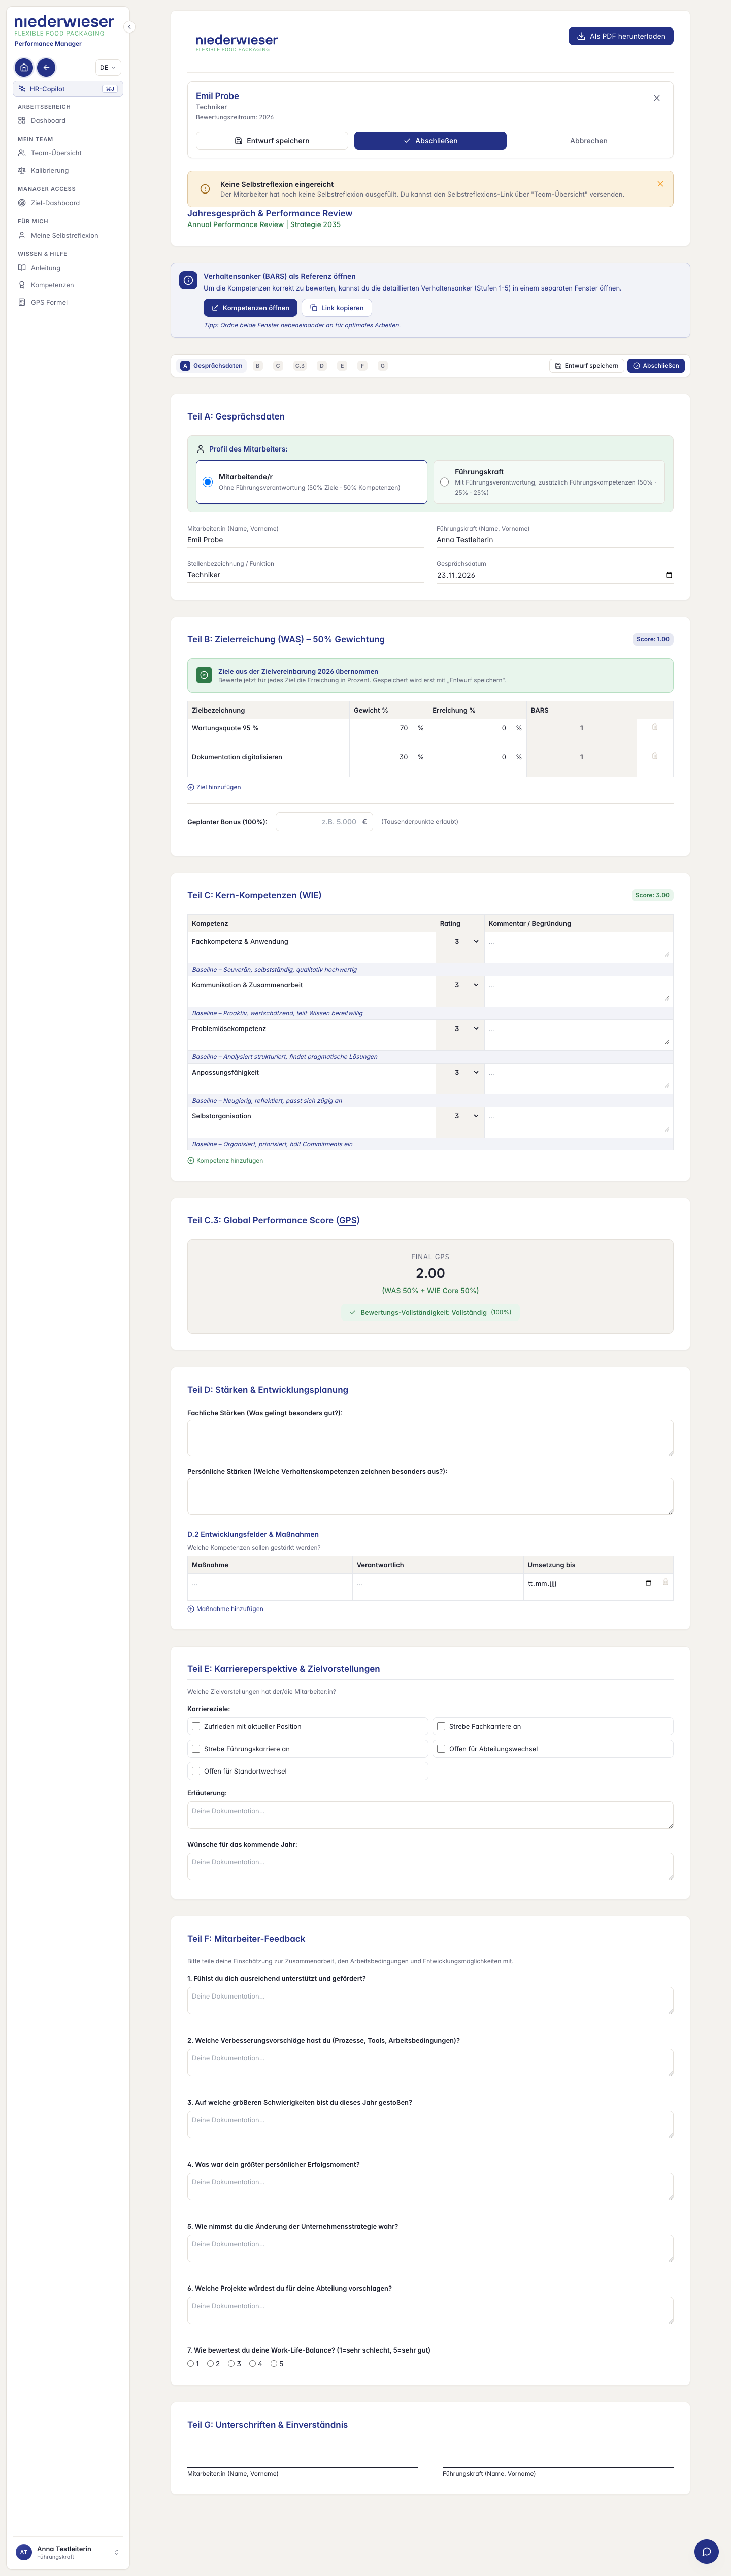 niederwieser
FLEXIBLE FOOD PACKAGING
Performance Manager
DE
HR-Copilot
⌘J
ARBEITSBEREICH
Dashboard
MEIN TEAM
Team-Übersicht
Kalibrierung
MANAGER ACCESS
Ziel-Dashboard
FÜR MICH
Meine Selbstreflexion
WISSEN & HILFE
Anleitung
Kompetenzen
GPS Formel
AT
Anna Testleiterin
Führungskraft
niederwieser
FLEXIBLE FOOD PACKAGING
Als PDF herunterladen
Emil Probe
Techniker
Bewertungszeitraum: 2026
Entwurf speichern
Abschließen
Abbrechen
Keine Selbstreflexion eingereicht
Der Mitarbeiter hat noch keine Selbstreflexion ausgefüllt. Du kannst den Selbstreflexions-Link über "Team-Übersicht" versenden.
Jahresgespräch & Performance Review
Annual Performance Review | Strategie 2035
Verhaltensanker (BARS) als Referenz öffnen
Um die Kompetenzen korrekt zu bewerten, kannst du die detaillierten Verhaltensanker (Stufen 1-5) in einem separaten Fenster öffnen.
Kompetenzen öffnen
Link kopieren
Tipp: Ordne beide Fenster nebeneinander an für optimales Arbeiten.
A Gesprächsdaten B C C.3 D E F G
Entwurf speichern
Abschließen
Teil A: Gesprächsdaten
Profil des Mitarbeiters:
Mitarbeitende/r
Ohne Führungsverantwortung (50% Ziele · 50% Kompetenzen)
Führungskraft
Mit Führungsverantwortung, zusätzlich Führungskompetenzen (50% ·
25% · 25%)
Mitarbeiter:in (Name, Vorname)
Emil Probe
Führungskraft (Name, Vorname)
Anna Testleiterin
Stellenbezeichnung / Funktion
Techniker
Gesprächsdatum
23.11.2026
Teil B: Zielerreichung (WAS) – 50% Gewichtung
Score: 1.00
Ziele aus der Zielvereinbarung 2026 übernommen
Bewerte jetzt für jedes Ziel die Erreichung in Prozent. Gespeichert wird erst mit „Entwurf speichern".
Zielbezeichnung Gewicht % Erreichung % BARS
Wartungsquote 95 % 70 % 0 % 1
Dokumentation digitalisieren 30 % 0 % 1
Ziel hinzufügen
Geplanter Bonus (100%): z.B. 5.000 € (Tausenderpunkte erlaubt)
Teil C: Kern-Kompetenzen (WIE)
Score: 3.00
Kompetenz Rating Kommentar / Begründung
Fachkompetenz & Anwendung 3 ...
Baseline – Souverän, selbstständig, qualitativ hochwertig
Kommunikation & Zusammenarbeit 3 ...
Baseline – Proaktiv, wertschätzend, teilt Wissen bereitwillig
Problemlösekompetenz 3 ...
Baseline – Analysiert strukturiert, findet pragmatische Lösungen
Anpassungsfähigkeit 3 ...
Baseline – Neugierig, reflektiert, passt sich zügig an
Selbstorganisation 3 ...
Baseline – Organisiert, priorisiert, hält Commitments ein
Kompetenz hinzufügen
Teil C.3: Global Performance Score (GPS)
FINAL GPS
2.00
(WAS 50% + WIE Core 50%)
Bewertungs-Vollständigkeit: Vollständig (100%)
Teil D: Stärken & Entwicklungsplanung
Fachliche Stärken (Was gelingt besonders gut?):
Persönliche Stärken (Welche Verhaltenskompetenzen zeichnen besonders aus?):
D.2 Entwicklungsfelder & Maßnahmen
Welche Kompetenzen sollen gestärkt werden?
Maßnahme Verantwortlich Umsetzung bis
... ... tt.mm.jjjj
Maßnahme hinzufügen
Teil E: Karriereperspektive & Zielvorstellungen
Welche Zielvorstellungen hat der/die Mitarbeiter:in?
Karriereziele:
Zufrieden mit aktueller Position
Strebe Fachkarriere an
Strebe Führungskarriere an
Offen für Abteilungswechsel
Offen für Standortwechsel
Erläuterung:
Deine Dokumentation...
Wünsche für das kommende Jahr:
Deine Dokumentation...
Teil F: Mitarbeiter-Feedback
Bitte teile deine Einschätzung zur Zusammenarbeit, den Arbeitsbedingungen und Entwicklungsmöglichkeiten mit.
1. Fühlst du dich ausreichend unterstützt und gefördert?
Deine Dokumentation...
2. Welche Verbesserungsvorschläge hast du (Prozesse, Tools, Arbeitsbedingungen)?
Deine Dokumentation...
3. Auf welche größeren Schwierigkeiten bist du dieses Jahr gestoßen?
Deine Dokumentation...
4. Was war dein größter persönlicher Erfolgsmoment?
Deine Dokumentation...
5. Wie nimmst du die Änderung der Unternehmensstrategie wahr?
Deine Dokumentation...
6. Welche Projekte würdest du für deine Abteilung vorschlagen?
Deine Dokumentation...
7. Wie bewertest du deine Work-Life-Balance? (1=sehr schlecht, 5=sehr gut)
1 2 3 4 5
Teil G: Unterschriften & Einverständnis
Mitarbeiter:in (Name, Vorname)
Führungskraft (Name, Vorname)